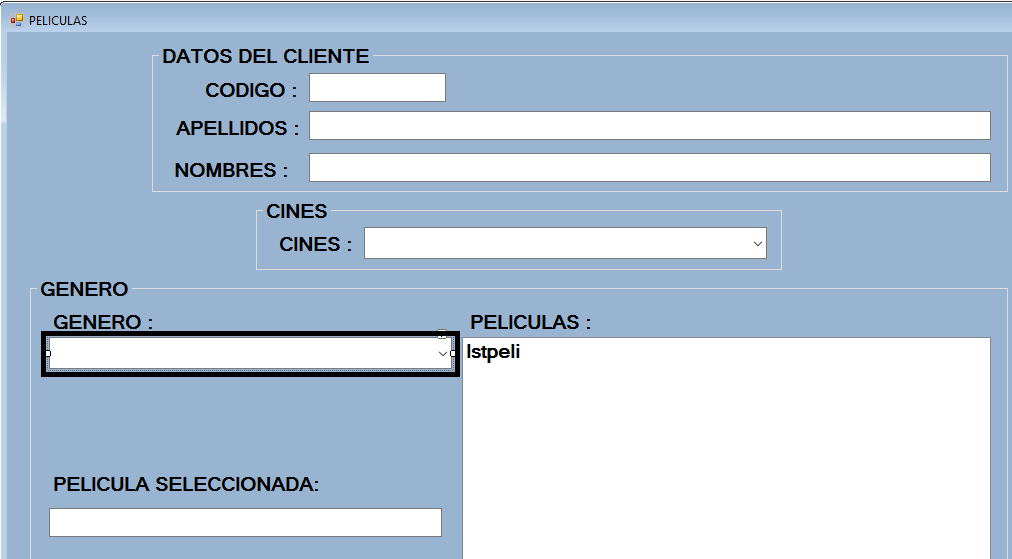 PELICULAS
DATOS DEL CLIENTE
CODIGO :
APELLIDOS :
NOMBRES :
CINES
CINES :
GENERO
GENERO :
PELICULAS :
lstpeli
PELICULA SELECCIONADA: